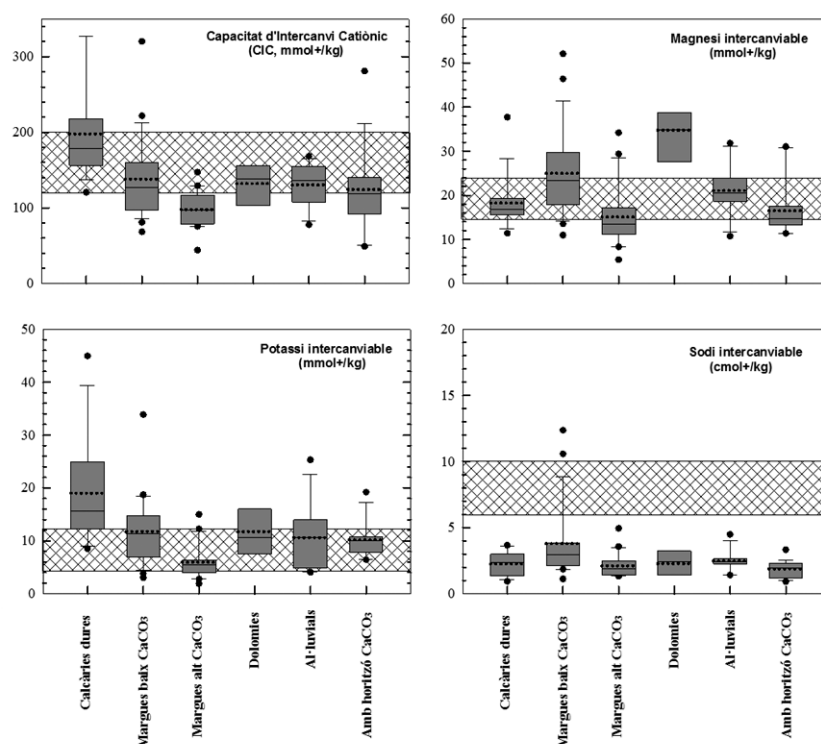 Capacitat d'Intercanvi Catiònic
(CIC, mmol+/kg)
300
200
100
0
Magnesi intercanviable
(mmol+/kg)
60
50
40
30
20
10
0
Potassi intercanviable
(mmol+/kg)
50
40
30
20
10
0
Sodi intercanviable
(cmol+/kg)
20
15
10
5
0
Calcàries dures
Margues baix CaCO₃
Margues alt CaCO₃
Dolomies
Al·luvials
Amb horitzó CaCO₃
Calcàries dures
Margues baix CaCO₃
Margues alt CaCO₃
Dolomies
Al·luvials
Amb horitzó CaCO₃